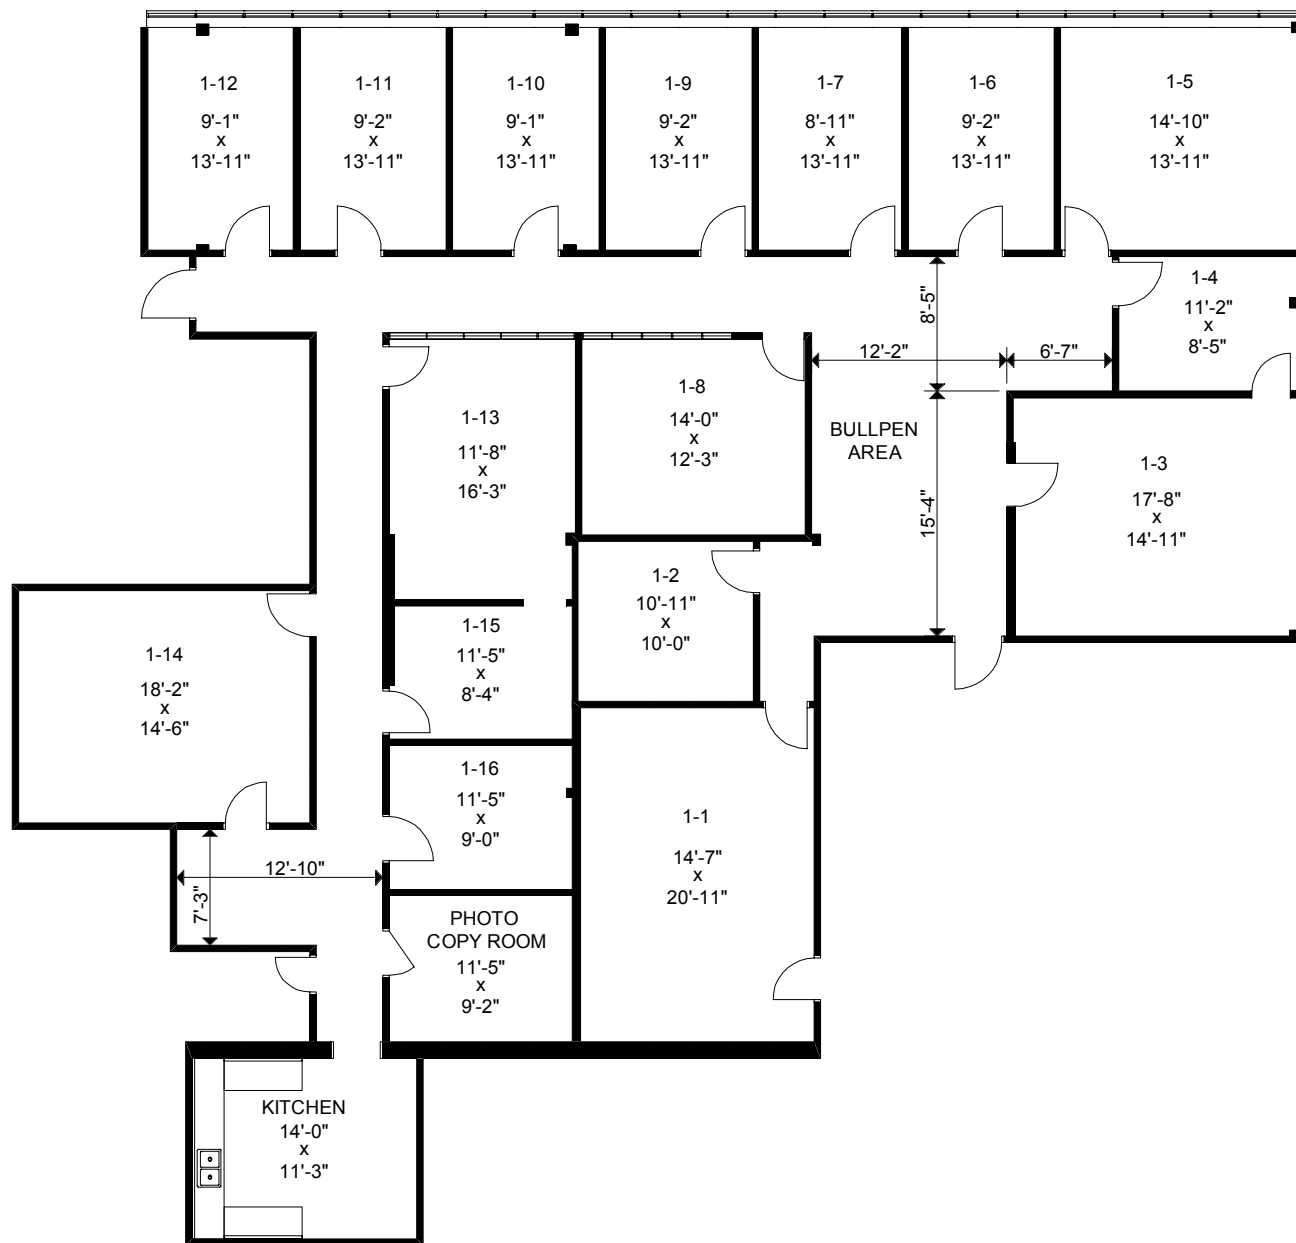 1-12
9'-1"
x
13'-11"
1-11
9'-2"
x
13'-11"
1-10
9'-1"
x
13'-11"
1-9
9'-2"
x
13'-11"
1-7
8'-11"
x
13'-11"
1-6
9'-2"
x
13'-11"
1-5
14'-10"
x
13'-11"
1-4
11'-2"
x
8'-5"
8'-5"
12'-2"
6'-7"
1-13
11'-8"
x
16'-3"
1-8
14'-0"
x
12'-3"
BULLPEN
AREA
15'-4"
1-3
17'-8"
x
14'-11"
1-2
10'-11"
x
10'-0"
1-15
11'-5"
x
8'-4"
1-14
18'-2"
x
14'-6"
1-16
11'-5"
x
9'-0"
1-1
14'-7"
x
20'-11"
12'-10"
7'-3"
PHOTO
COPY ROOM
11'-5"
x
9'-2"
KITCHEN
14'-0"
x
11'-3"